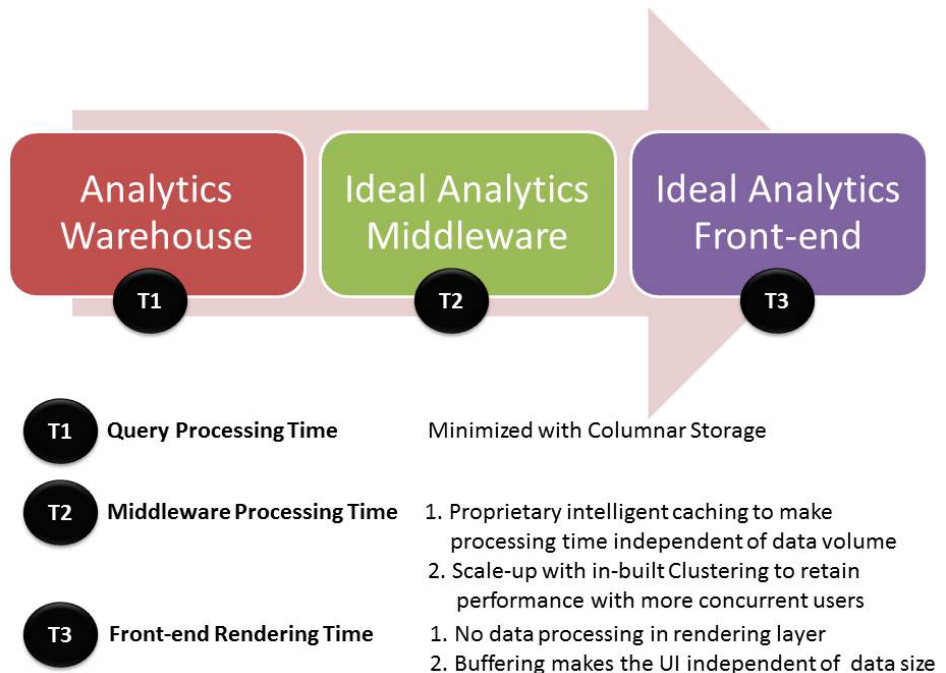 Analytics
Warehouse
Ideal Analytics
Middleware
Ideal Analytics
Front-end
T1
T2
T3
T1 Query Processing Time Minimized with Columnar Storage
T2 Middleware Processing Time 1. Proprietary intelligent caching to make
processing time independent of data volume
2. Scale-up with in-built Clustering to retain
performance with more concurrent users
T3 Front-end Rendering Time 1. No data processing in rendering layer
2. Buffering makes the UI independent of data size